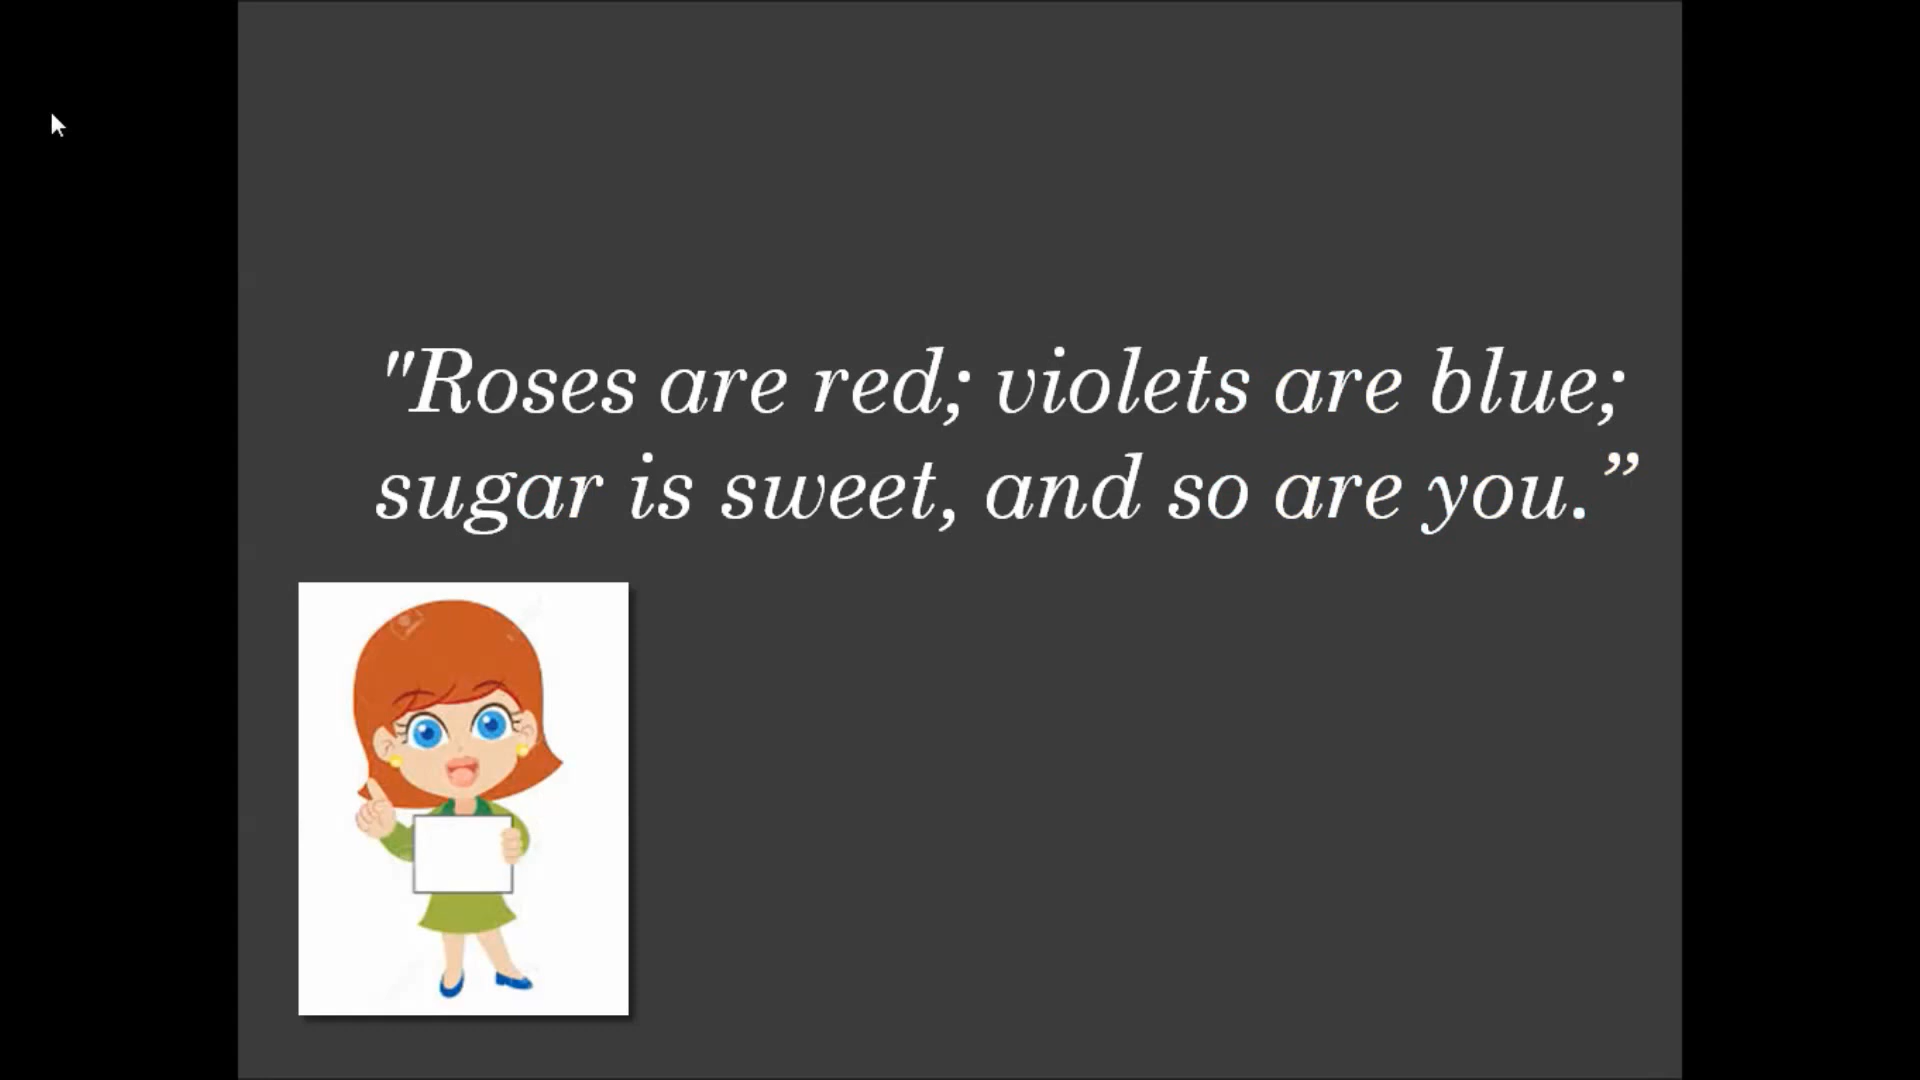 "Roses are red; violets are blue;
sugar is sweet, and so are you.”